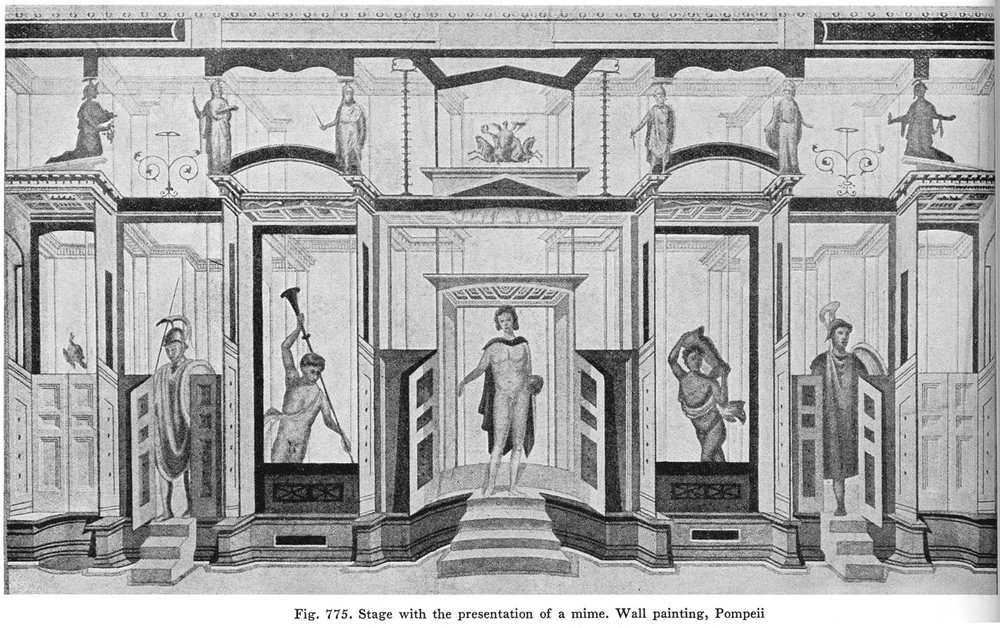 Fig. 775. Stage with the presentation of a mime. Wall painting, Pompeii